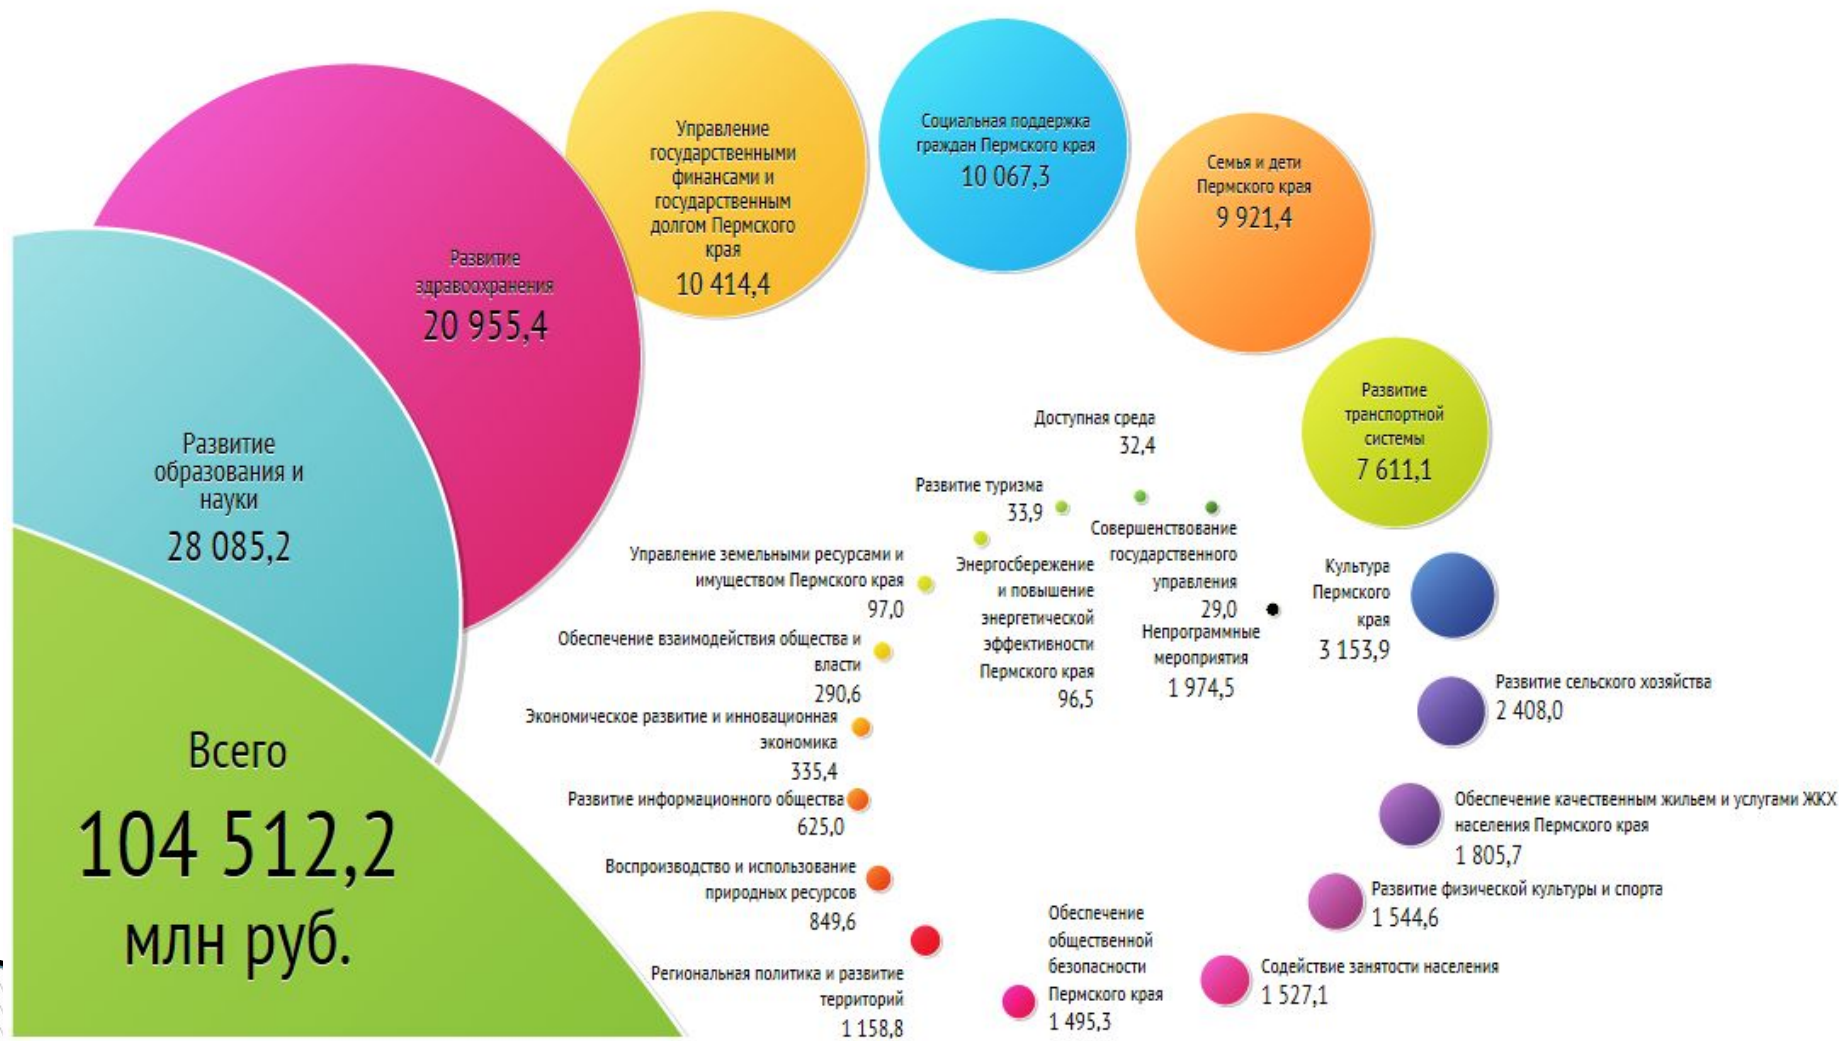 Всего
104 512,2
млн руб.
Развитие
образования и
науки
28 085,2
Развитие
здравоохранения
20 955,4
Управление
государственными
финансами и
государственным
долгом Пермского
края
10 414,4
Социальная поддержка
граждан Пермского края
10 067,3
Семья и дети
Пермского края
9 921,4
Развитие
транспортной
системы
7 611,1
Культура
Пермского
края
3 153,9
Развитие сельского хозяйства
2 408,0
Обеспечение качественным жильем и услугами ЖКХ
населения Пермского края
1 805,7
Развитие физической культуры и спорта
1 544,6
Содействие занятости населения
1 527,1
Обеспечение
общественной
безопасности
Пермского края
1 495,3
Региональная политика и развитие
территорий
1 158,8
Воспроизводство и использование
природных ресурсов
849,6
Развитие информационного общества
625,0
Экономическое развитие и инновационная
экономика
335,4
Обеспечение взаимодействия общества и
власти
290,6
Управление земельными ресурсами и
имуществом Пермского края
97,0
Энергосбережение
и повышение
энергетической
эффективности
Пермского края
96,5
Развитие туризма
33,9
Доступная среда
32,4
Совершенствование
государственного
управления
29,0
Непрограммные
мероприятия
1 974,5